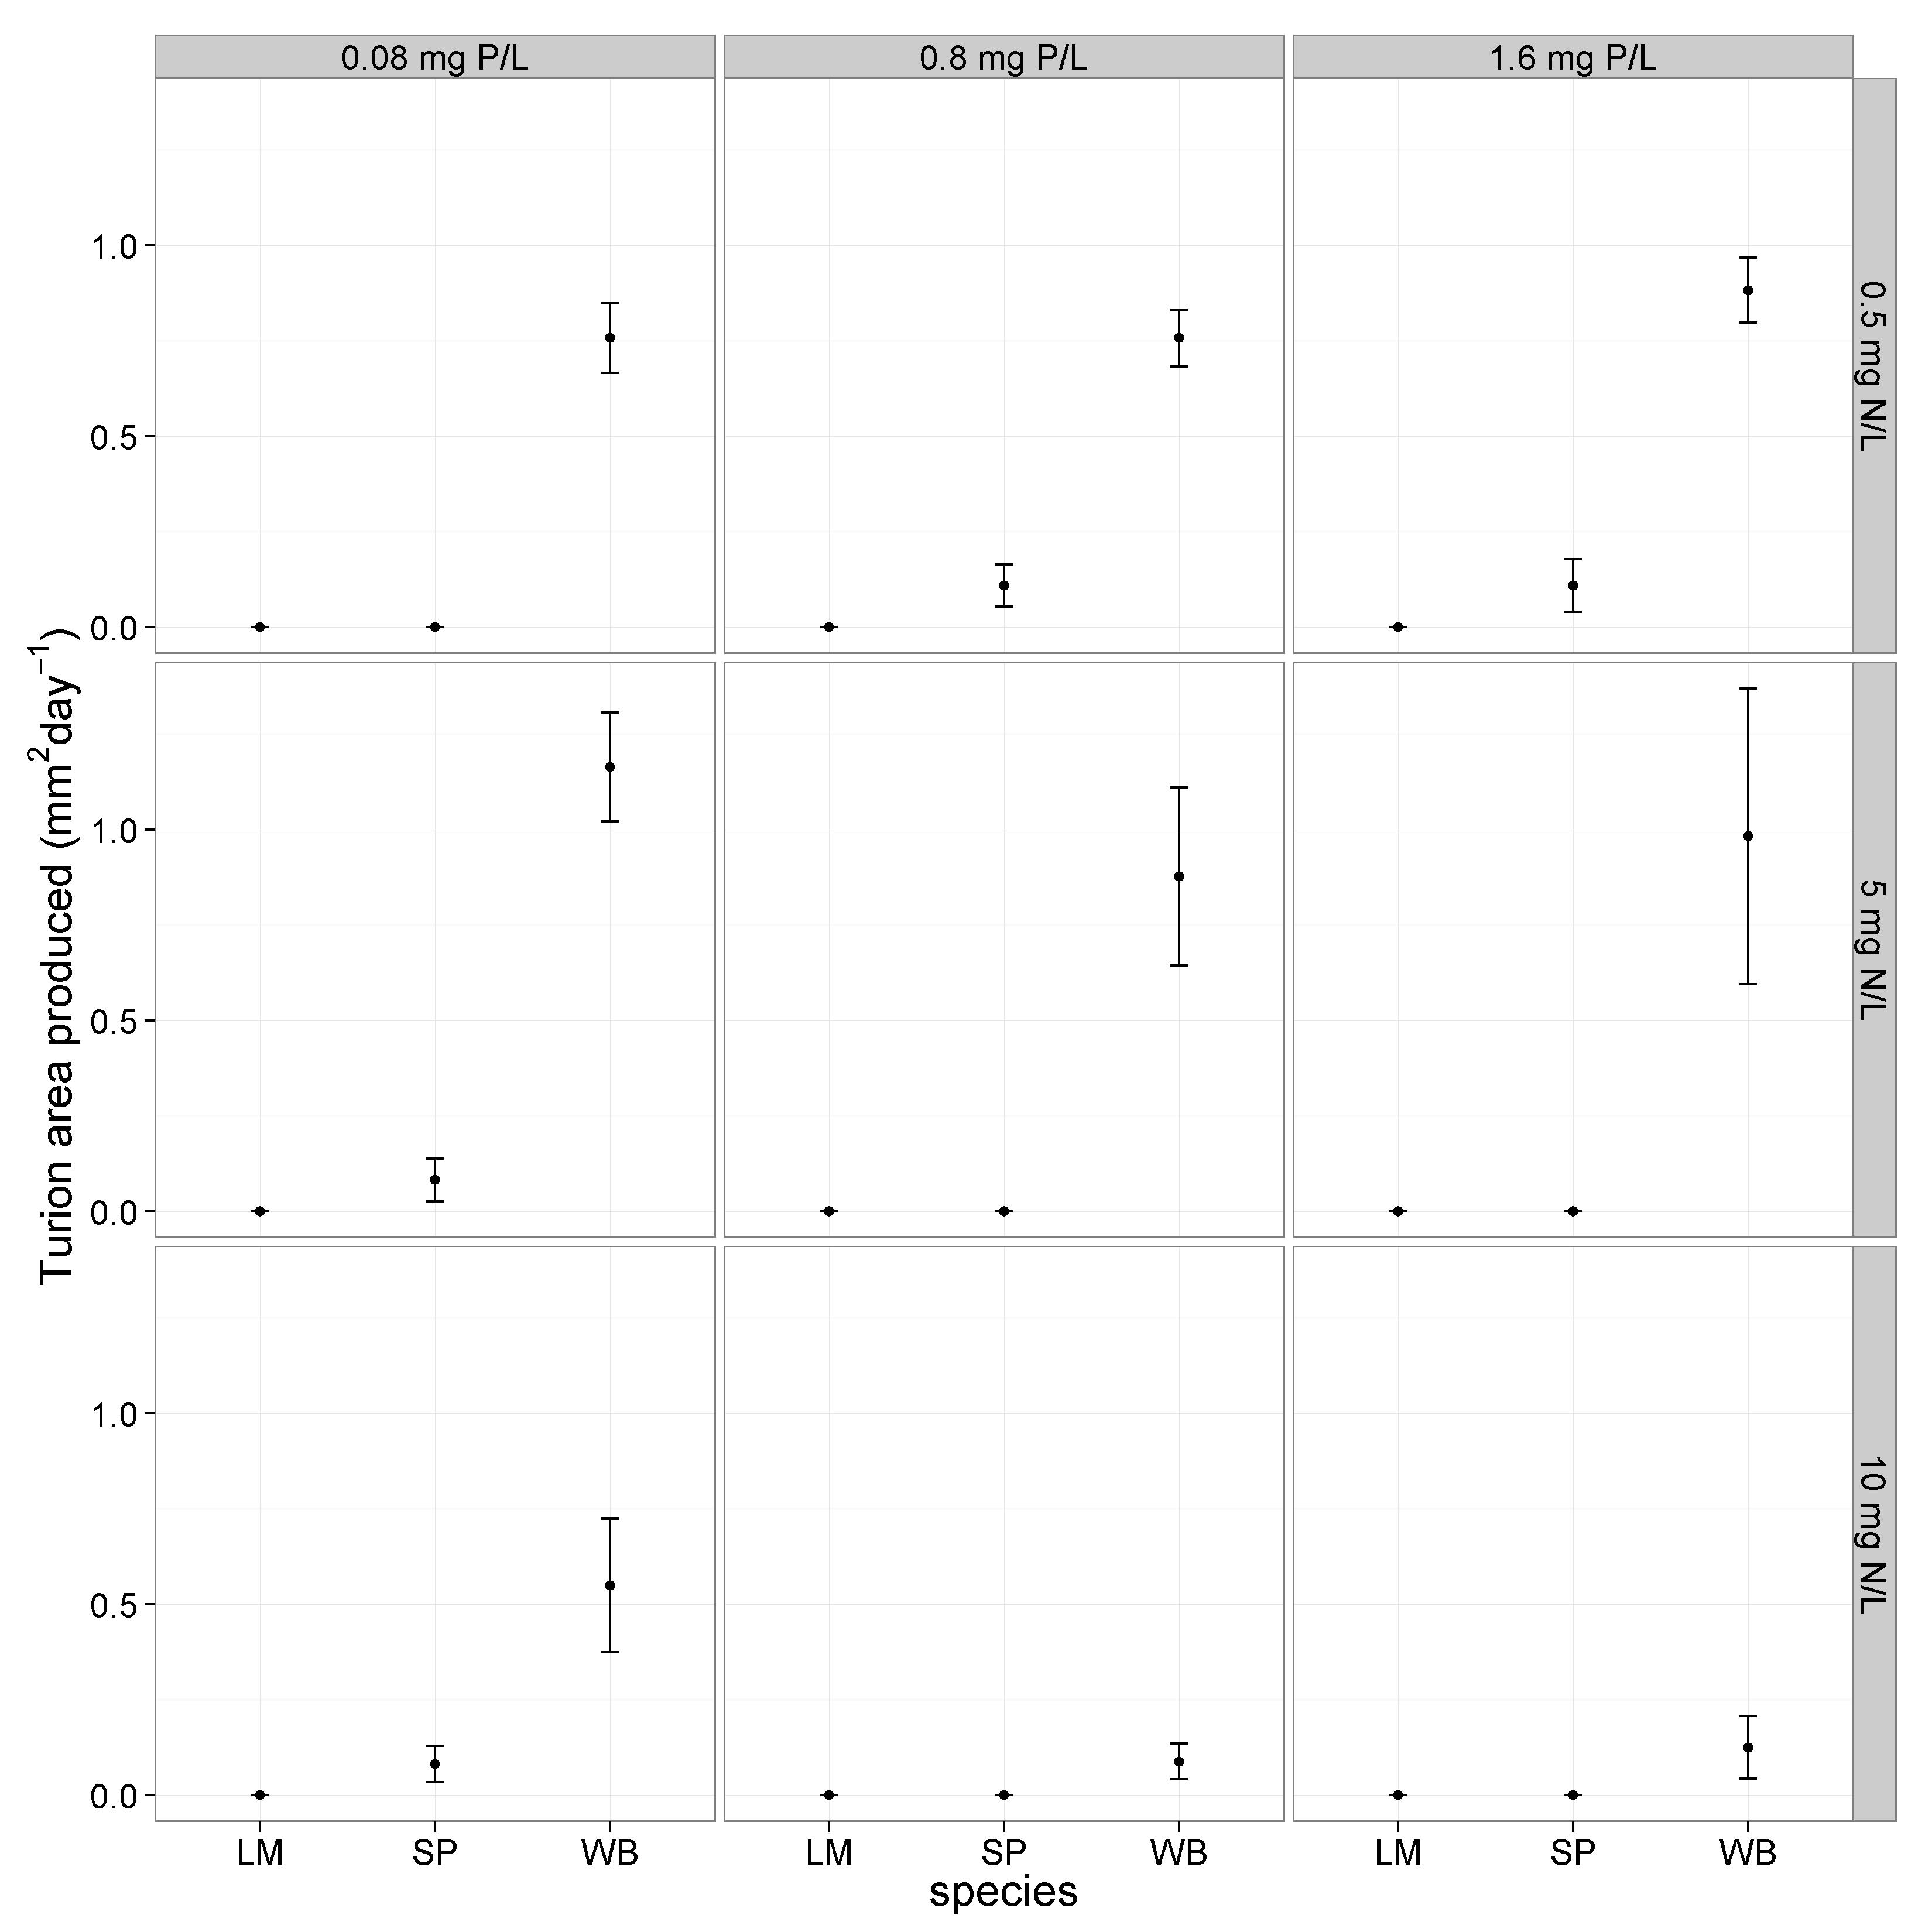 0.08 mg P/L 0.8 mg P/L 1.6 mg P/L
1.0
0.5
0.0
0.5 mg N/L
1.0
0.5
0.0
5 mg N/L
1.0
0.5
0.0
10 mg N/L
Turion area produced (mm²day⁻¹)
LM SP WB LM SP WB LM SP WB
species